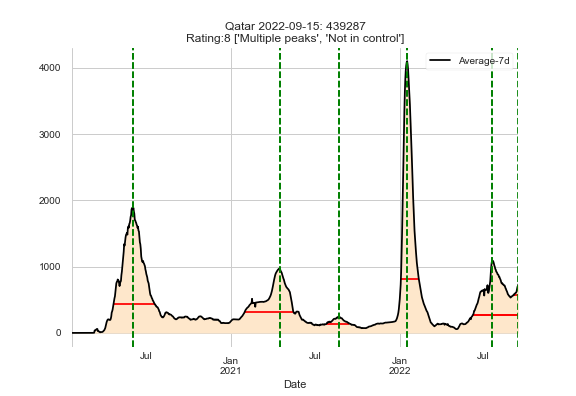 Qatar 2022-09-15: 439287
Rating:8 ['Multiple peaks', 'Not in control']
Average-7d
4000
3000
2000
1000
0
Jul
Jan
2021
Jul
Jan
2022
Jul
Date